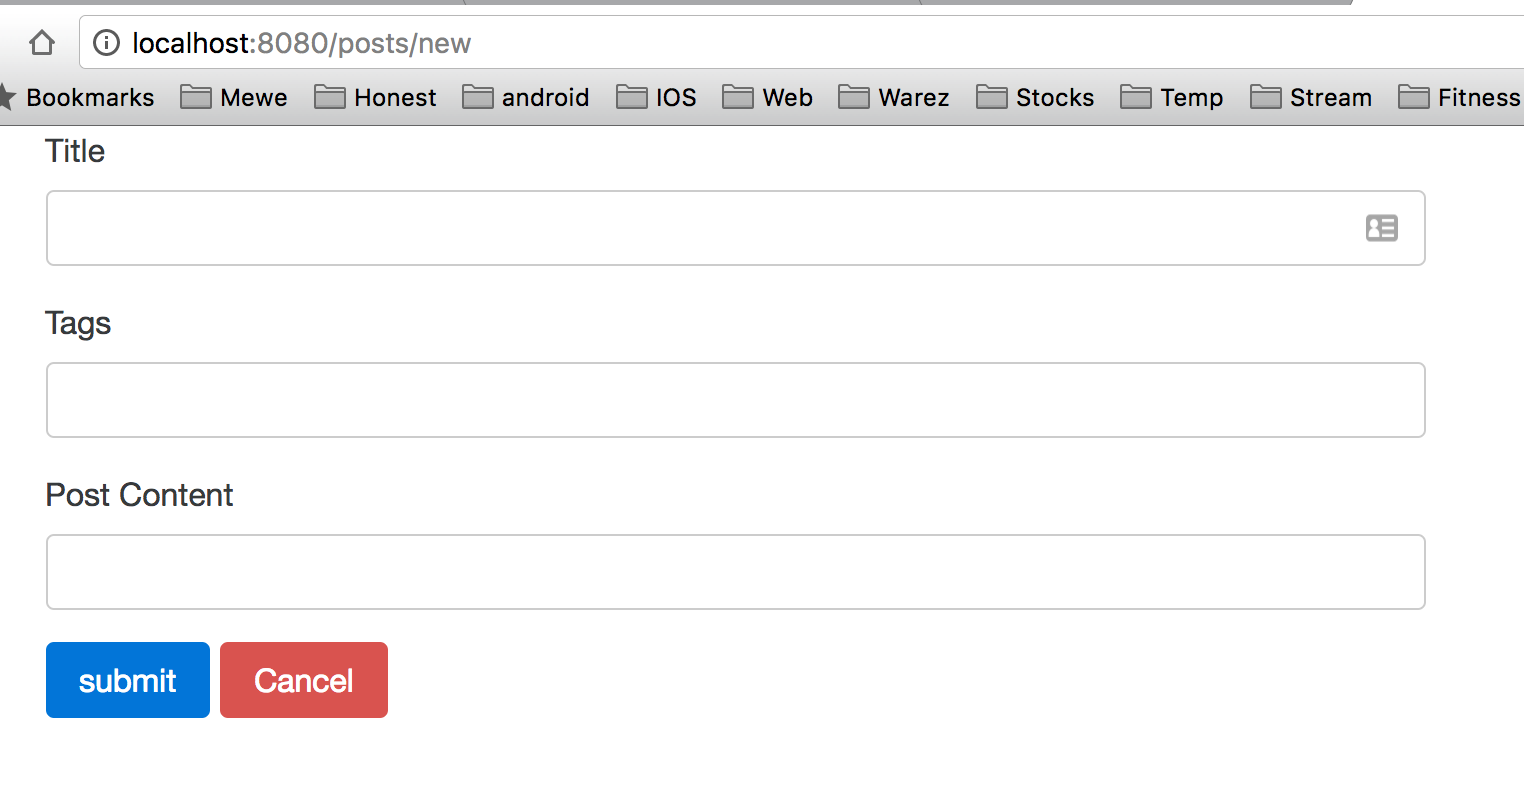 localhost:8080/posts/new
Bookmarks Mewe Honest android IOS Web Warez Stocks Temp Stream Fitness
Title
Tags
Post Content
submit Cancel